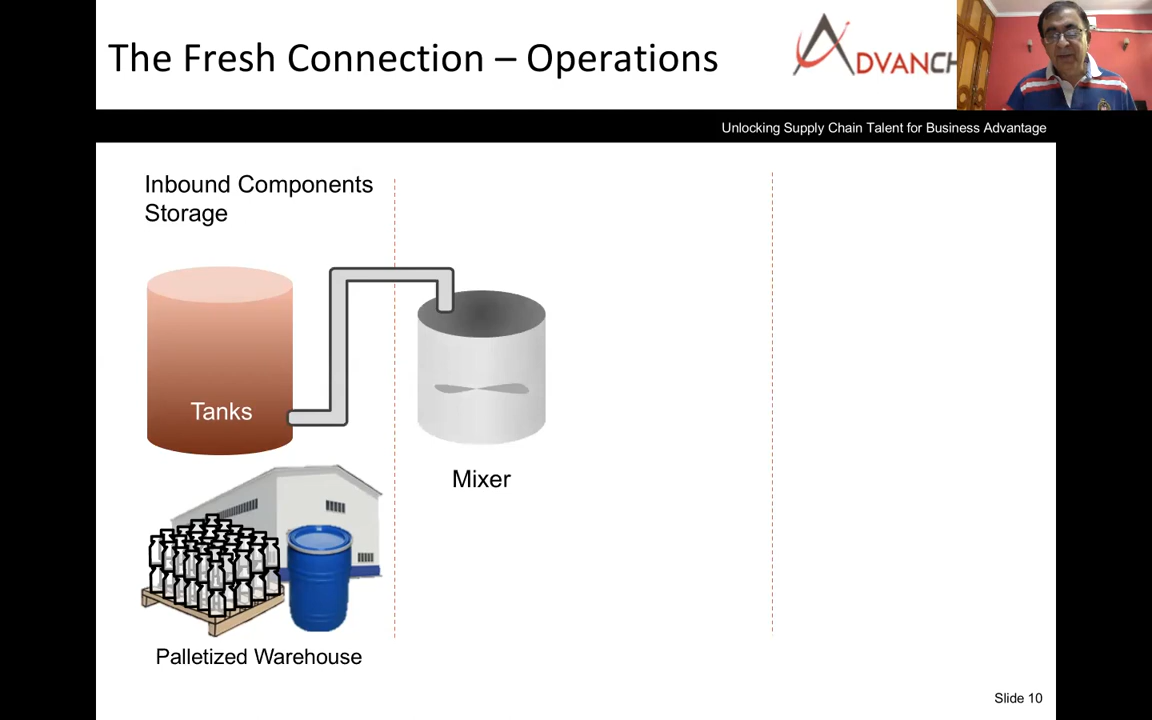 The Fresh Connection – Operations
ADVANCH
Unlocking Supply Chain Talent for Business Advantage
Inbound Components
Storage
Tanks
Mixer
Palletized Warehouse
Slide 10